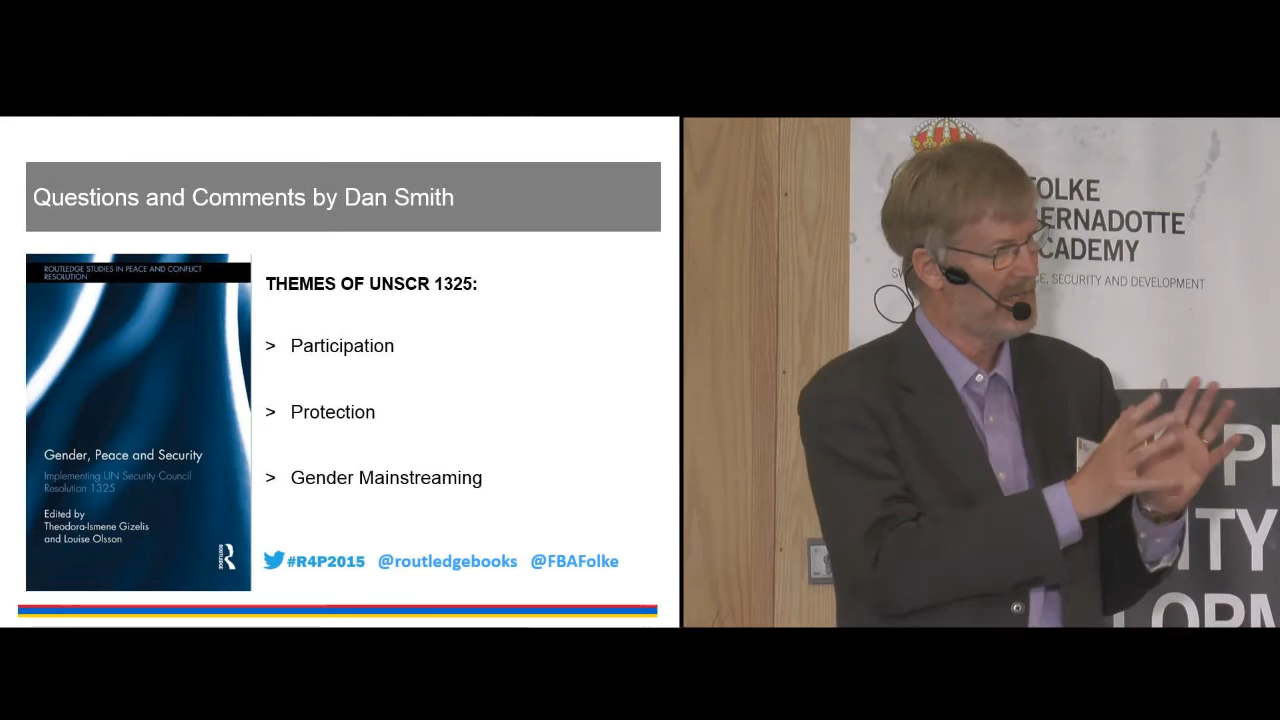 Questions and Comments by Dan Smith
ROUTLEDGE STUDIES IN PEACE AND CONFLICT
RESOLUTION
Gender, Peace and Security
Implementing UN Security Council
Resolution 1325
Edited by
Theodora-Ismene Gizelis
and Louise Olsson
ROUTLEDGE
THEMES OF UNSCR 1325:
> Participation
> Protection
> Gender Mainstreaming
#R4P2015 @routledgebooks @FBAFolke
OLKE
ERNADOTTE
CADEMY
SECURITY AND DEVELOPMENT